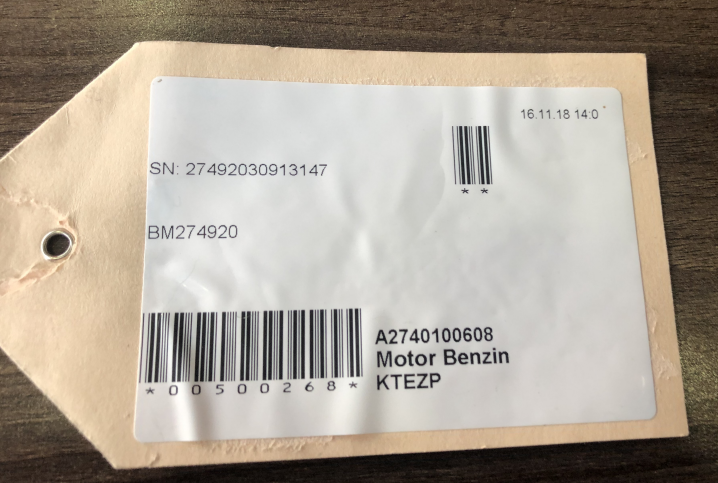 16.11.18 14:0
* *
SN: 27492030913147
BM274920
A2740100608
Motor Benzin
KTEZP
*00500268*